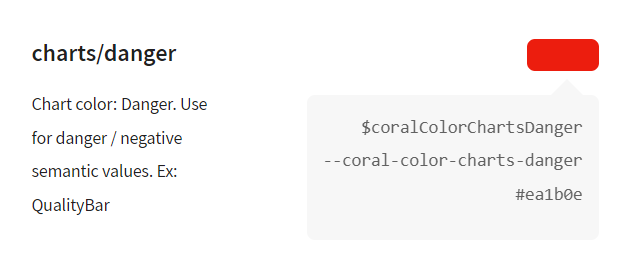 charts/danger
Chart color: Danger. Use
for danger / negative
semantic values. Ex:
QualityBar
$coralColorChartsDanger
--coral-color-charts-danger
#ea1b0e